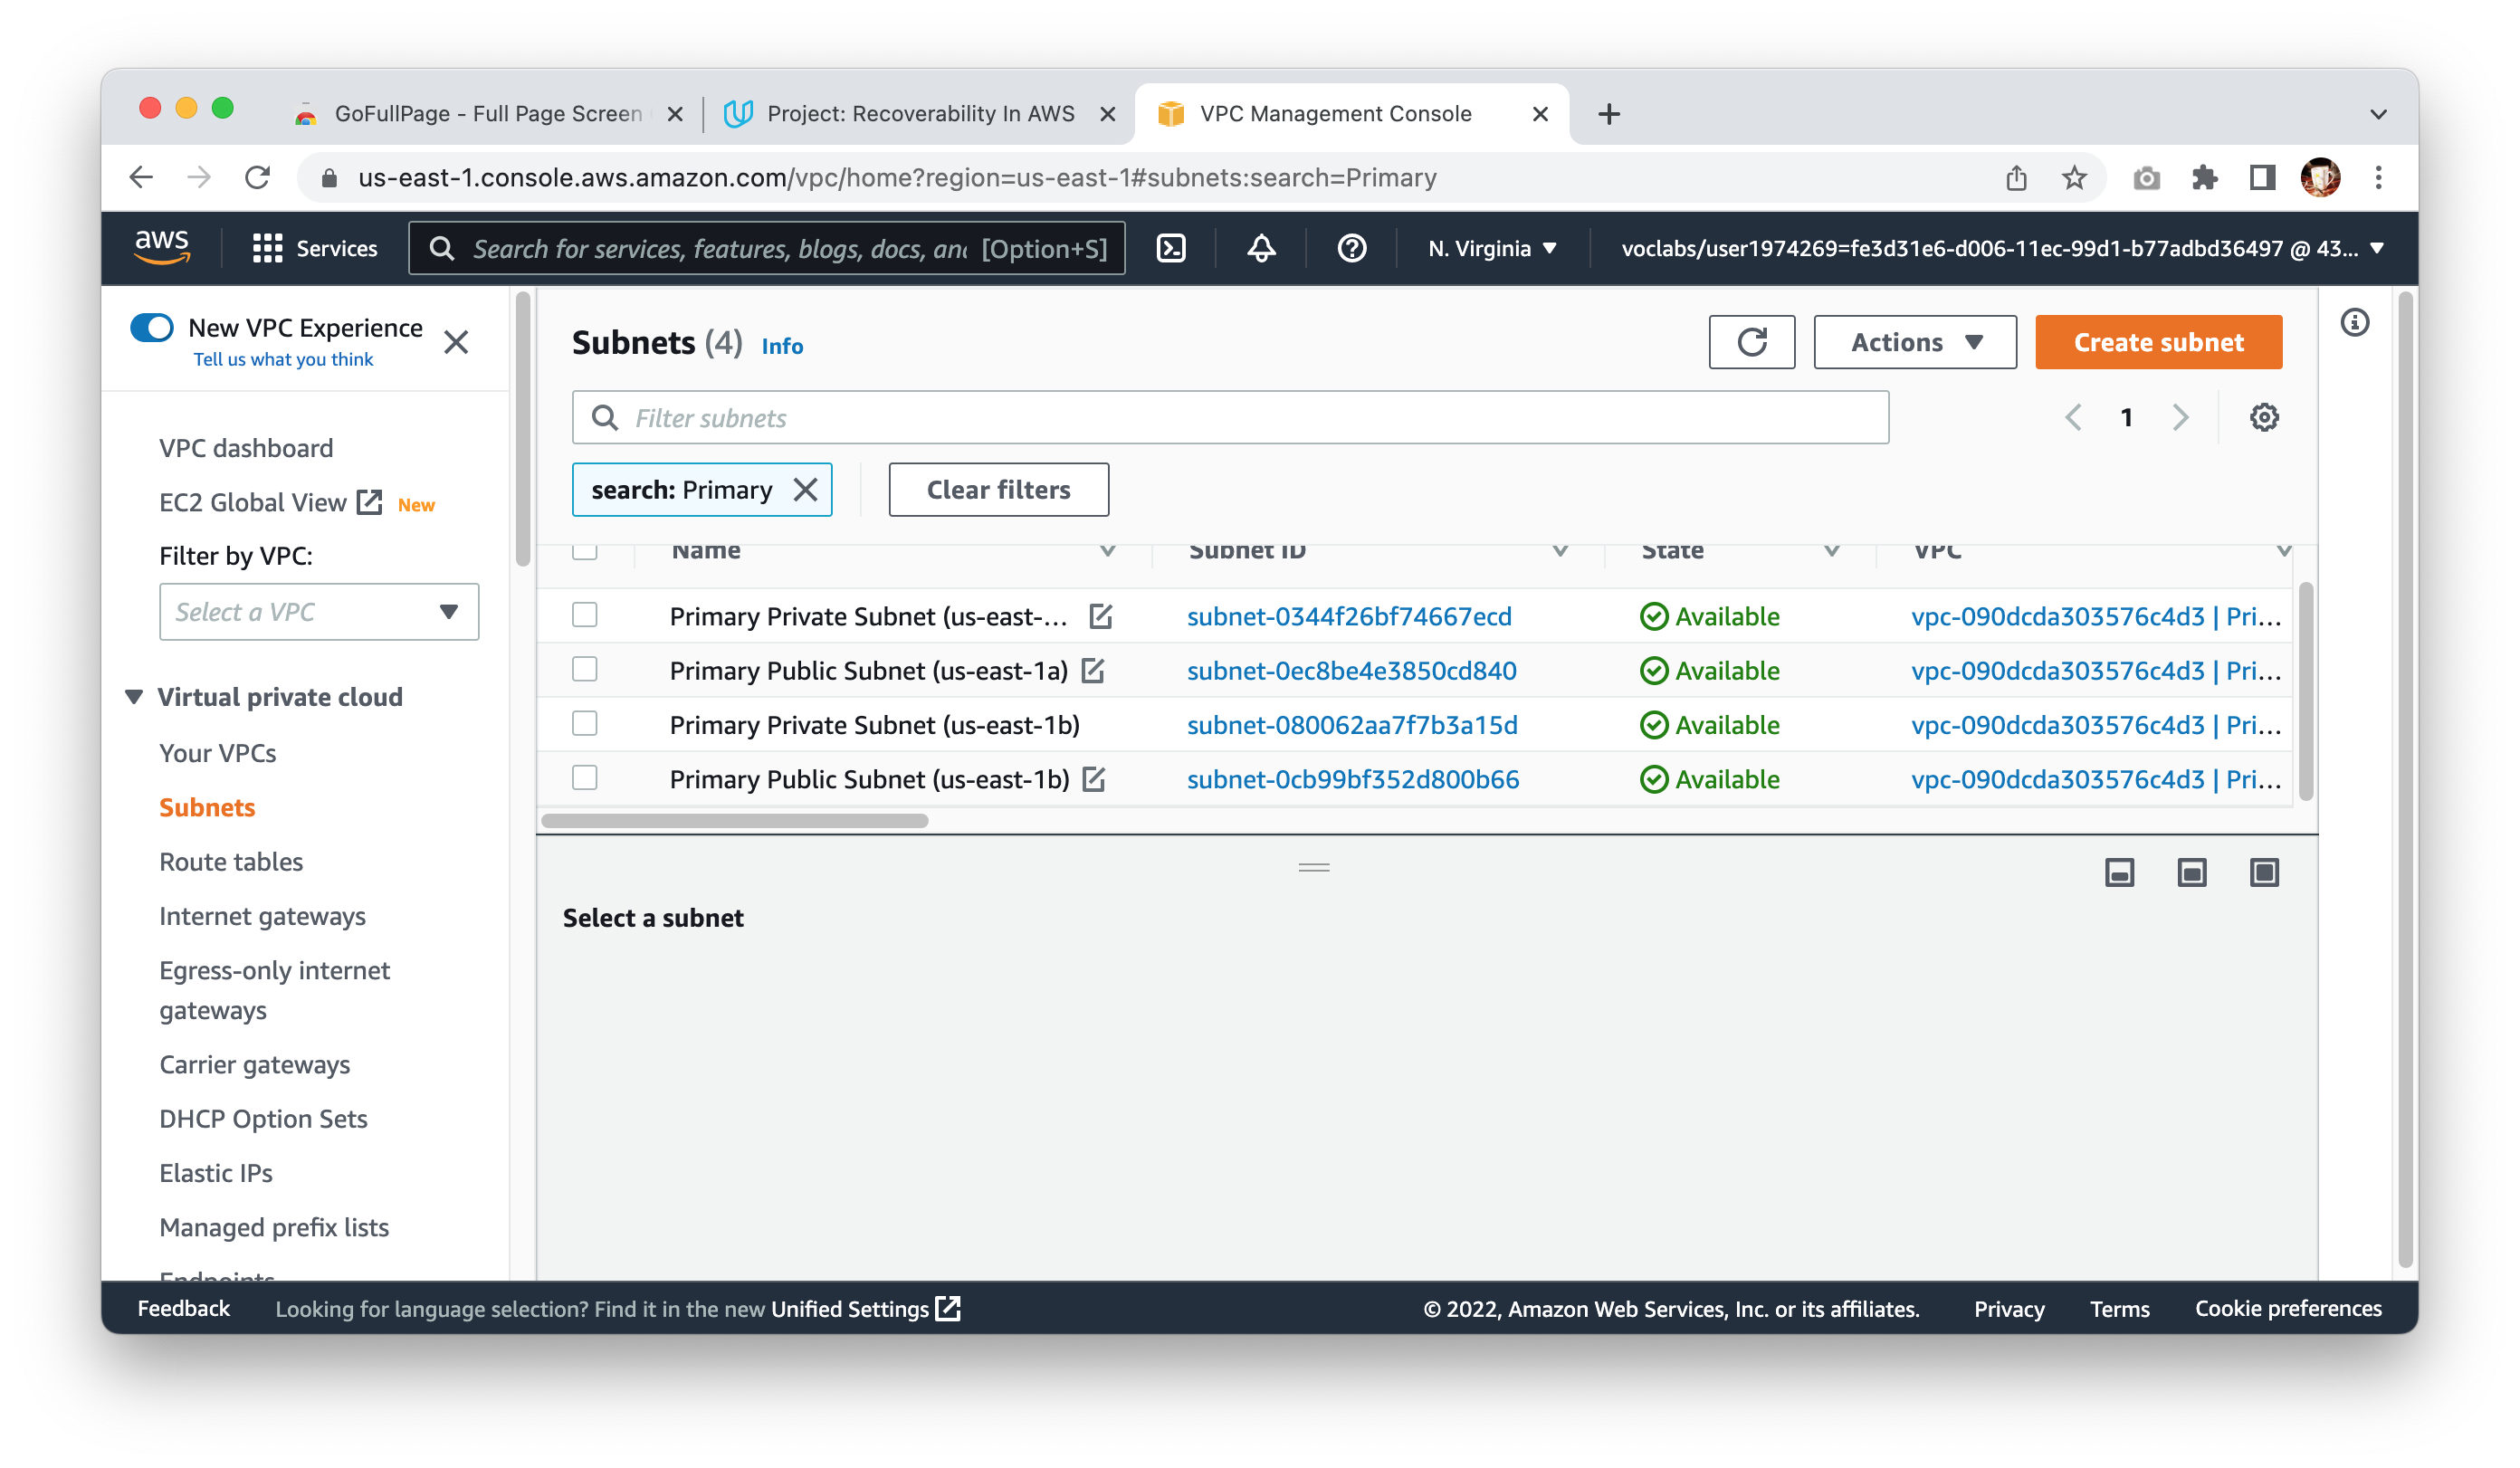 GoFullPage - Full Page Screen
Project: Recoverability In AWS
VPC Management Console
us-east-1.console.aws.amazon.com/vpc/home?region=us-east-1#subnets:search=Primary
aws
Services
Search for services, features, blogs, docs, and [Option+S]
N. Virginia
voclabs/user1974269=fe3d31e6-d006-11ec-99d1-b77adbd36497 @ 43...
New VPC Experience
Tell us what you think
VPC dashboard
EC2 Global View New
Filter by VPC:
Select a VPC
Virtual private cloud
Your VPCs
Subnets
Route tables
Internet gateways
Egress-only internet
gateways
Carrier gateways
DHCP Option Sets
Elastic IPs
Managed prefix lists
Endpoints
Subnets (4) Info
Actions
Create subnet
Filter subnets
1
search: Primary
Clear filters
Name Subnet ID State VPC
Primary Private Subnet (us-east-... subnet-0344f26bf74667ecd Available vpc-090dcda303576c4d3 | Pri...
Primary Public Subnet (us-east-1a) subnet-0ec8be4e3850cd840 Available vpc-090dcda303576c4d3 | Pri...
Primary Private Subnet (us-east-1b) subnet-080062aa7f7b3a15d Available vpc-090dcda303576c4d3 | Pri...
Primary Public Subnet (us-east-1b) subnet-0cb99bf352d800b66 Available vpc-090dcda303576c4d3 | Pri...
Select a subnet
Feedback
Looking for language selection? Find it in the new Unified Settings
© 2022, Amazon Web Services, Inc. or its affiliates.
Privacy
Terms
Cookie preferences